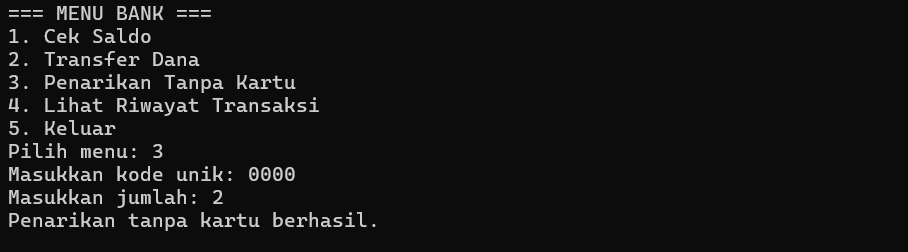 === MENU BANK ===
1. Cek Saldo
2. Transfer Dana
3. Penarikan Tanpa Kartu
4. Lihat Riwayat Transaksi
5. Keluar
Pilih menu: 3
Masukkan kode unik: 0000
Masukkan jumlah: 2
Penarikan tanpa kartu berhasil.